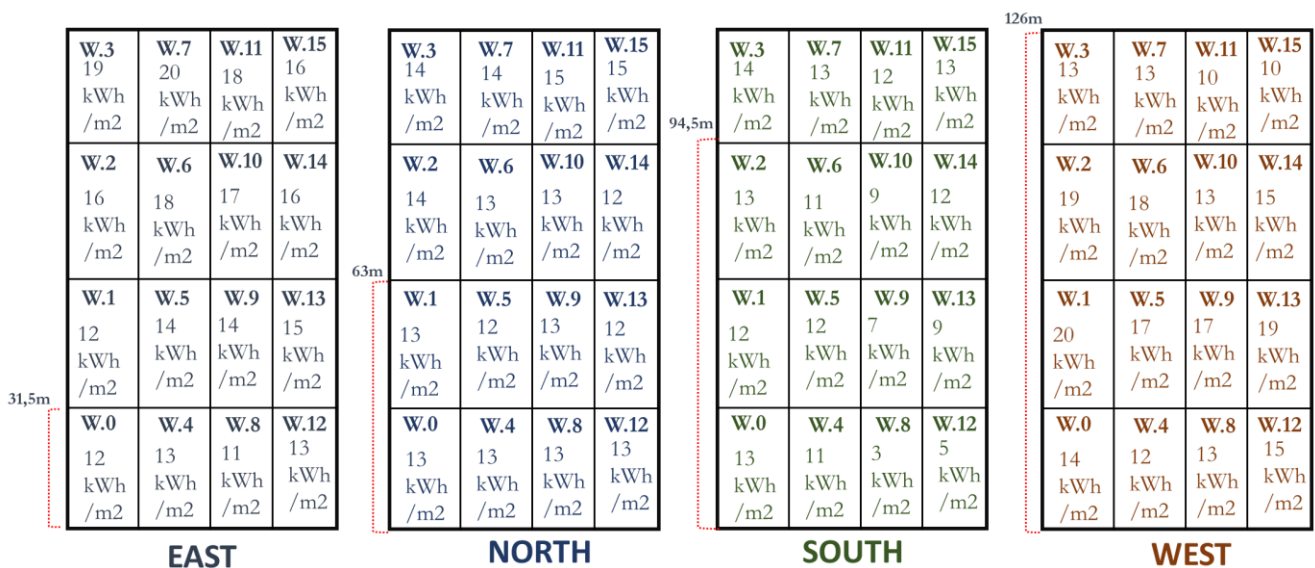 126m
W.3 W.7 W.11 W.15
19 kWh /m2 20 kWh /m2 18 kWh /m2 16 kWh /m2
W.2 W.6 W.10 W.14
16 kWh /m2 18 kWh /m2 17 kWh /m2 16 kWh /m2
W.1 W.5 W.9 W.13
12 kWh /m2 14 kWh /m2 14 kWh /m2 15 kWh /m2
31,5m
W.0 W.4 W.8 W.12
12 kWh /m2 13 kWh /m2 11 kWh /m2 13 kWh /m2
EAST
W.3 W.7 W.11 W.15
14 kWh /m2 14 kWh /m2 15 kWh /m2 15 kWh /m2
W.2 W.6 W.10 W.14
14 kWh /m2 13 kWh /m2 13 kWh /m2 12 kWh /m2
63m
W.1 W.5 W.9 W.13
13 kWh /m2 12 kWh /m2 13 kWh /m2 12 kWh /m2
W.0 W.4 W.8 W.12
13 kWh /m2 13 kWh /m2 13 kWh /m2 13 kWh /m2
NORTH
W.3 W.7 W.11 W.15
14 kWh /m2 13 kWh /m2 12 kWh /m2 13 kWh /m2
94,5m
W.2 W.6 W.10 W.14
13 kWh /m2 11 kWh /m2 9 kWh /m2 12 kWh /m2
W.1 W.5 W.9 W.13
12 kWh /m2 12 kWh /m2 7 kWh /m2 9 kWh /m2
W.0 W.4 W.8 W.12
13 kWh /m2 11 kWh /m2 3 kWh /m2 5 kWh /m2
SOUTH
W.3 W.7 W.11 W.15
13 kWh /m2 13 kWh /m2 10 kWh /m2 10 kWh /m2
W.2 W.6 W.10 W.14
19 kWh /m2 18 kWh /m2 13 kWh /m2 15 kWh /m2
W.1 W.5 W.9 W.13
20 kWh /m2 17 kWh /m2 17 kWh /m2 19 kWh /m2
W.0 W.4 W.8 W.12
14 kWh /m2 12 kWh /m2 13 kWh /m2 15 kWh /m2
WEST